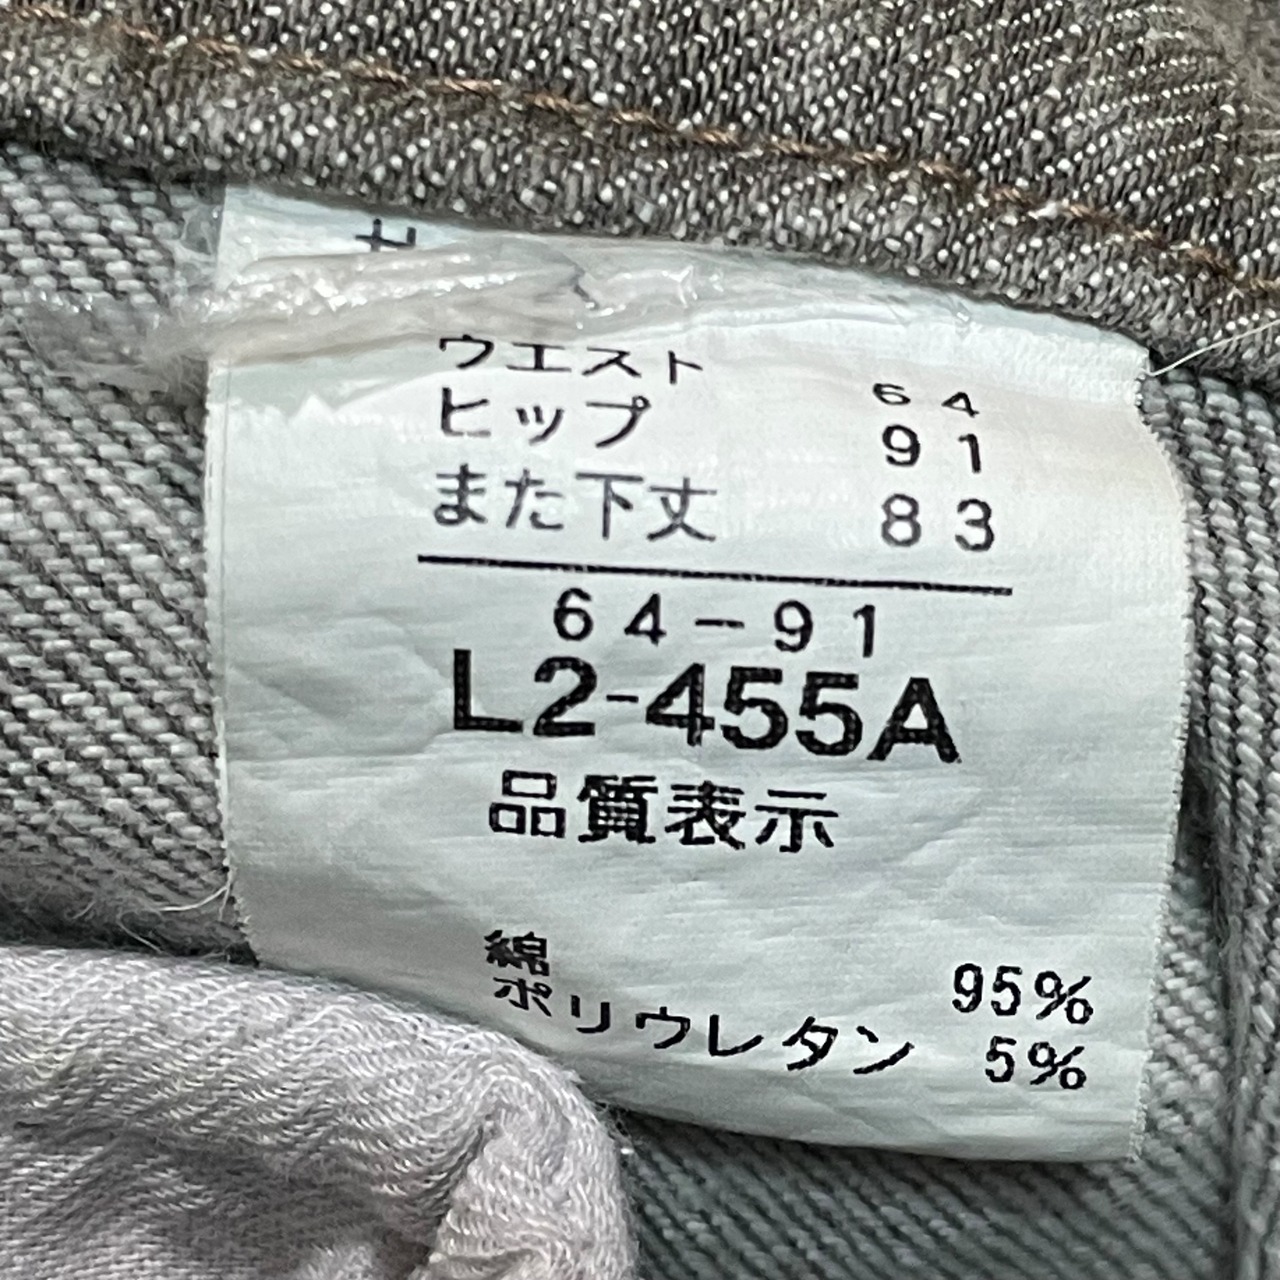 ウエスト 64
ヒップ 91
また下丈 83
64-91
L2-455A
品質表示
綿 95%
ポリウレタン 5%